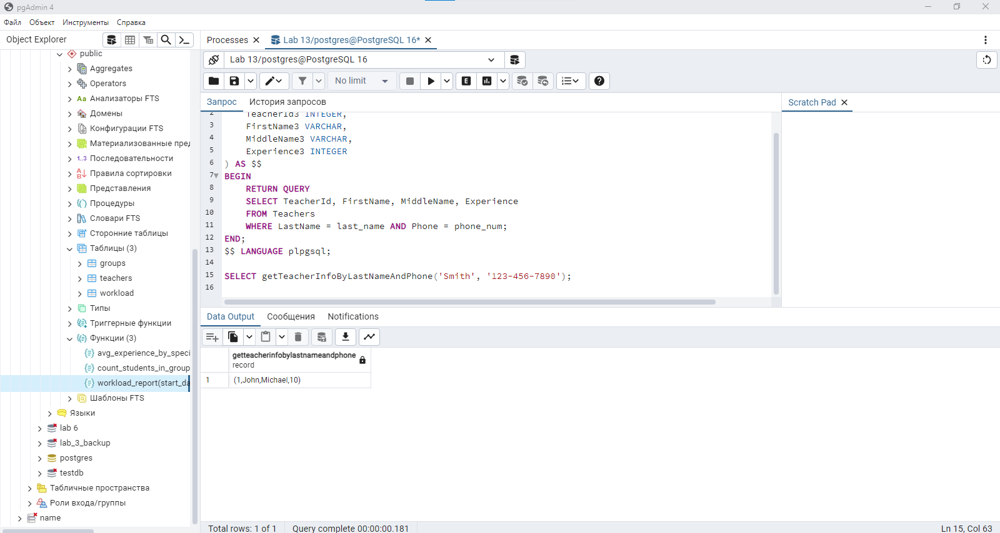 pgAdmin 4
Файл Объект Инструменты Справка
Object Explorer
public
Aggregates
Operators
Aa Анализаторы FTS
Домены
Конфигурации FTS
Материализованные пред
1..3 Последовательности
Правила сортировки
Представления
Процедуры
Словари FTS
Сторонние таблицы
Таблицы (3)
groups
teachers
workload
Типы
Триггерные функции
Функции (3)
avg_experience_by_speci
count_students_in_group
workload_report(start_da
Шаблоны FTS
Языки
lab 6
lab_3_backup
postgres
testdb
Табличные пространства
Роли входа/группы
name
Processes Lab 13/postgres@PostgreSQL 16*
Lab 13/postgres@PostgreSQL 16
No limit E
Запрос История запросов
Scratch Pad
2 TeacherId3 INTEGER,
3 FirstName3 VARCHAR,
4 MiddleName3 VARCHAR,
5 Experience3 INTEGER
6 ) AS $$
7 BEGIN
8 RETURN QUERY
9 SELECT TeacherId, FirstName, MiddleName, Experience
10 FROM Teachers
11 WHERE LastName = last_name AND Phone = phone_num;
12 END;
13 $$ LANGUAGE plpgsql;
14
15 SELECT getTeacherInfoByLastNameAndPhone('Smith', '123-456-7890');
16
Data Output Сообщения Notifications
getteacherinfobylastnameandphone
record
1 (1,John,Michael,10)
Total rows: 1 of 1 Query complete 00:00:00.181 Ln 15, Col 63